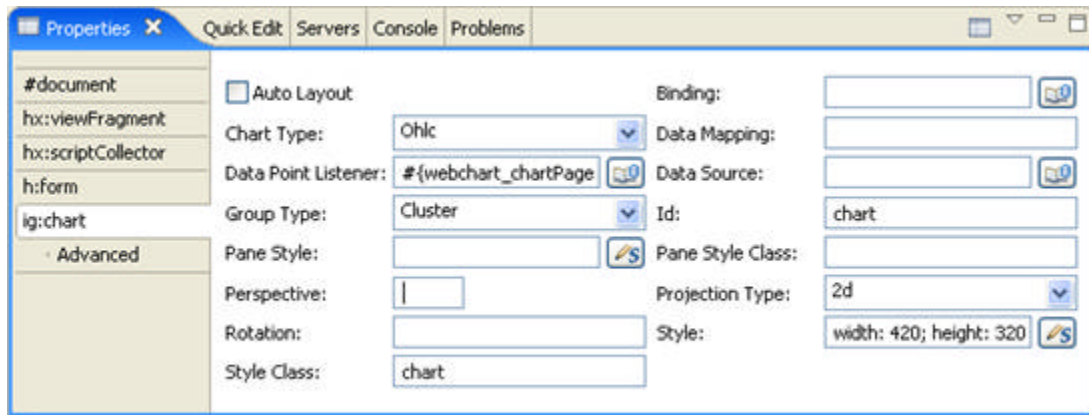 Properties Quick Edit Servers Console Problems
#document
hx:viewFragment
hx:scriptCollector
h:form
ig:chart
Advanced
Auto Layout Binding:
Chart Type: Ohlc Data Mapping:
Data Point Listener: #{webchart_chartPage Data Source:
Group Type: Cluster Id: chart
Pane Style: Pane Style Class:
Perspective: Projection Type: 2d
Rotation: Style: width: 420; height: 320
Style Class: chart